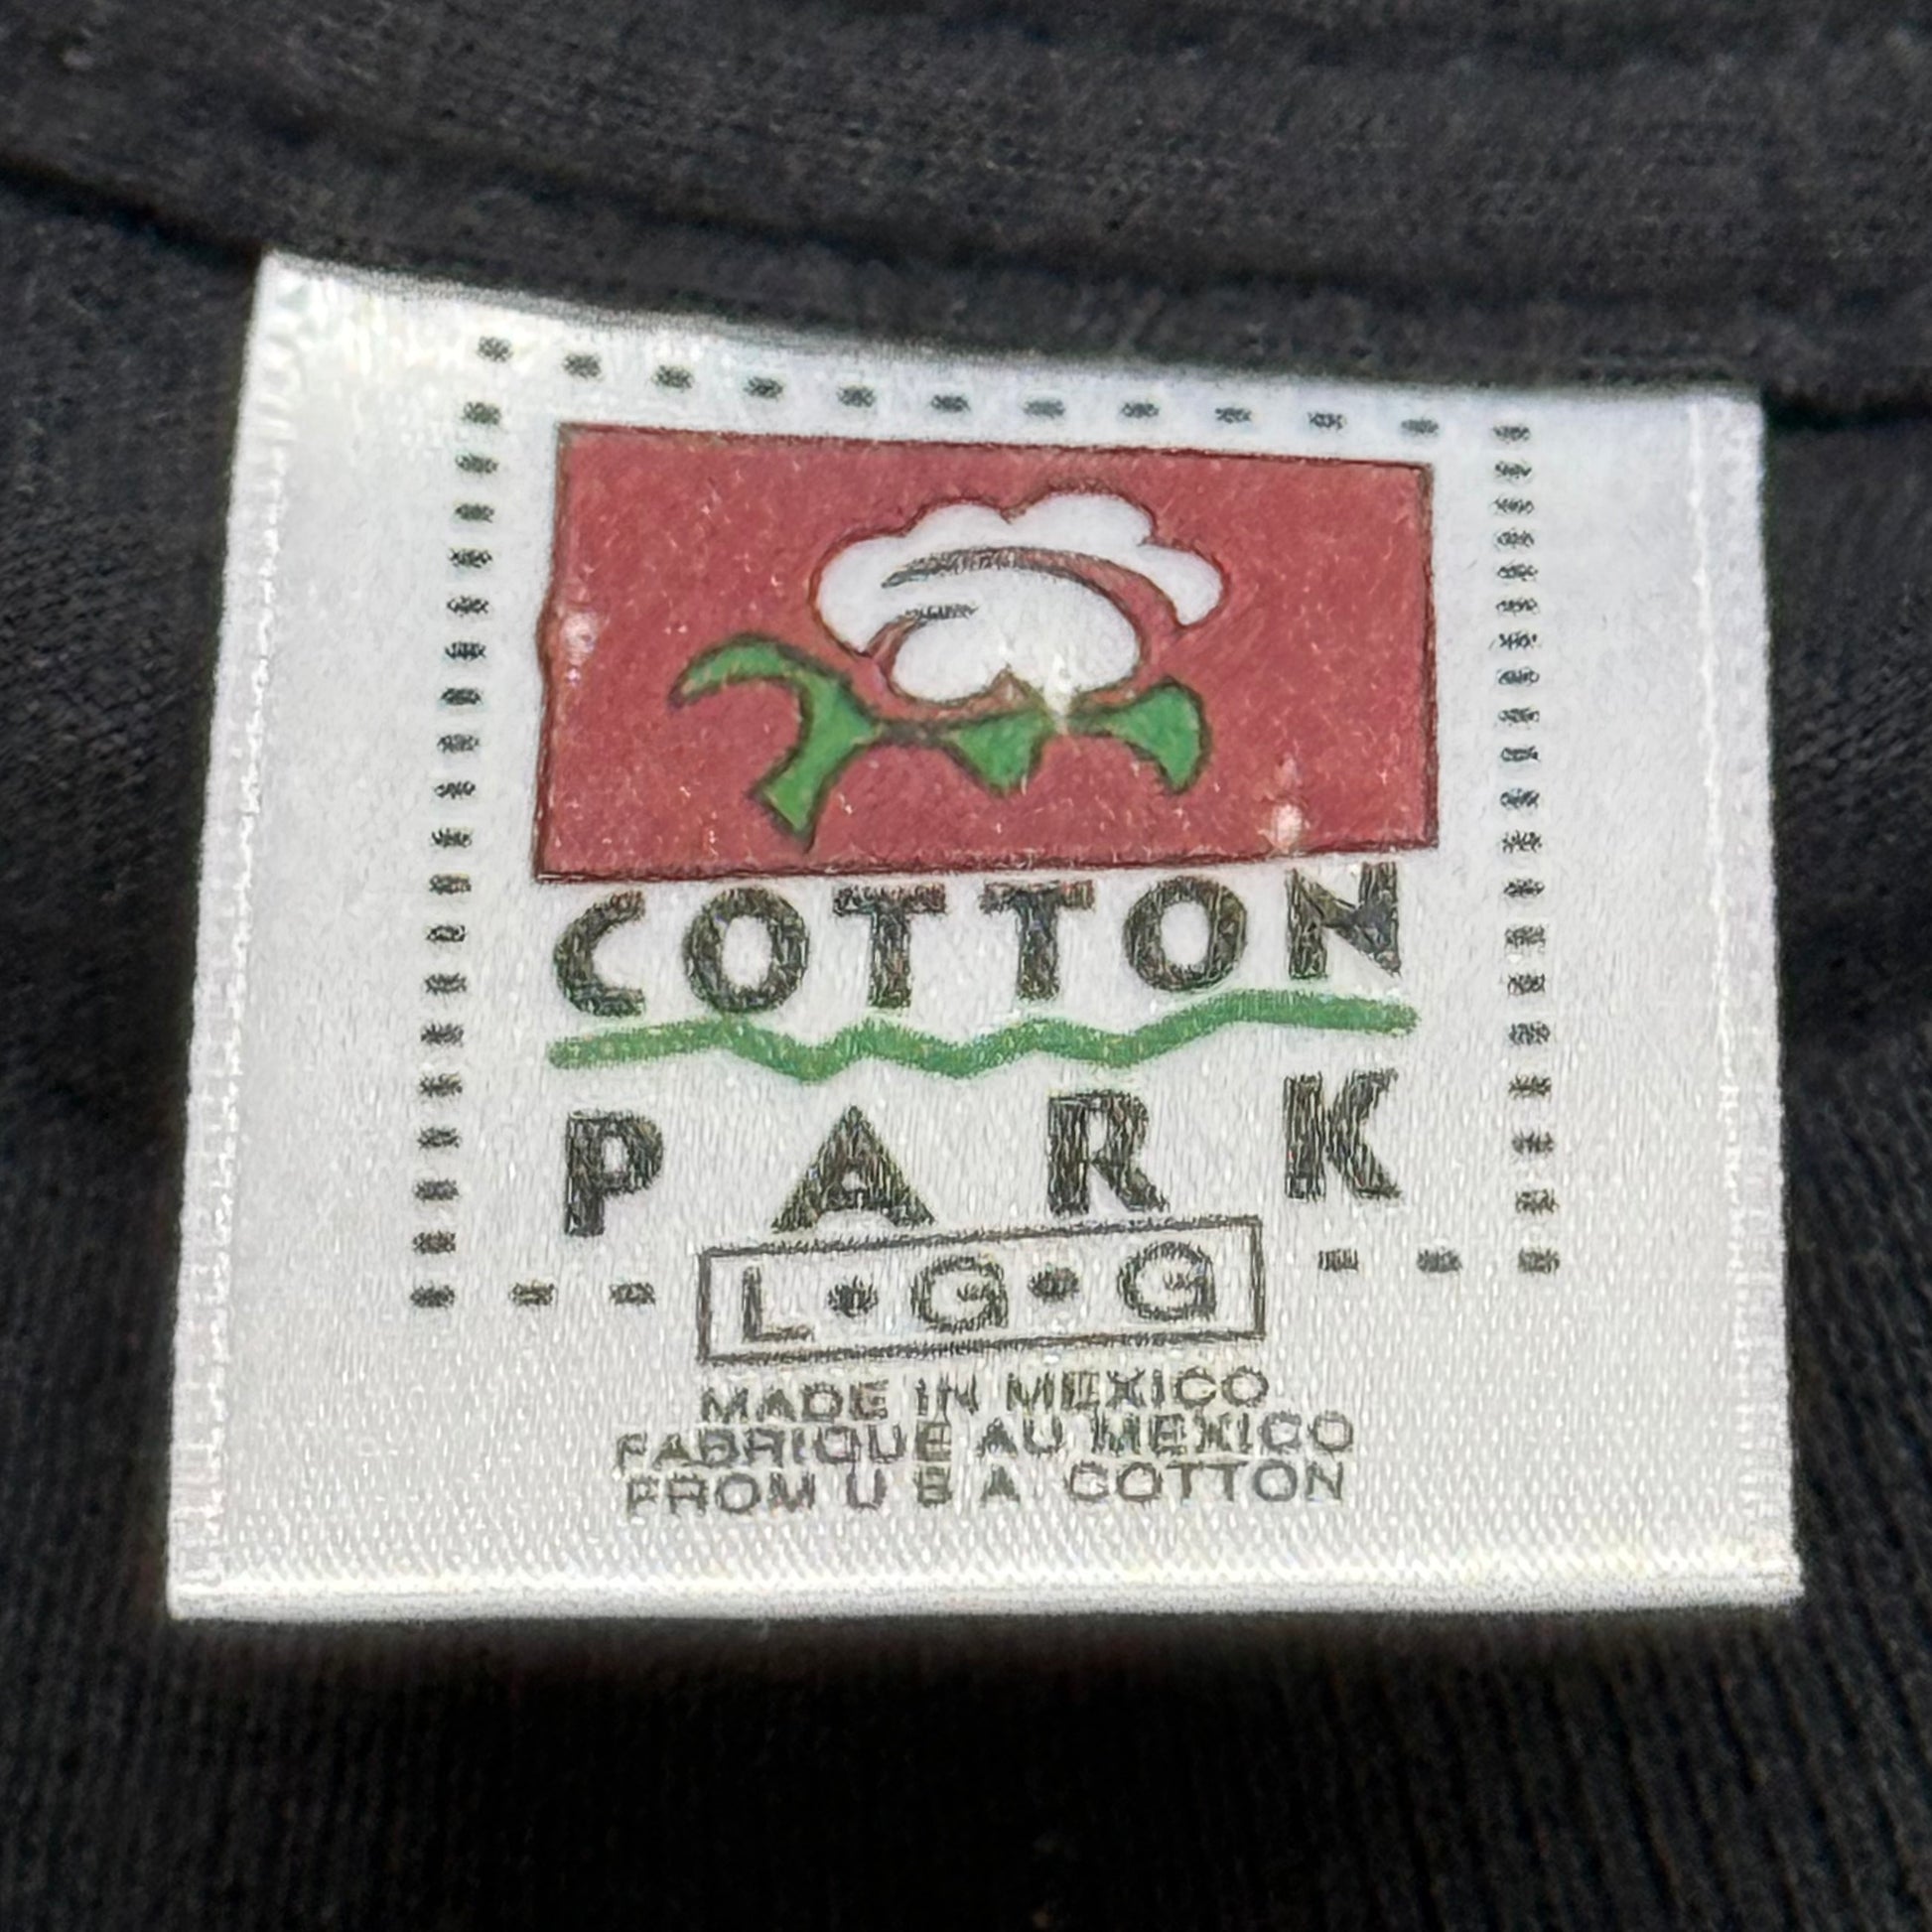 COTTON
PARK
L•G•G
MADE IN MEXICO
FABRIQUE AU MEXICO
FROM U S A COTTON